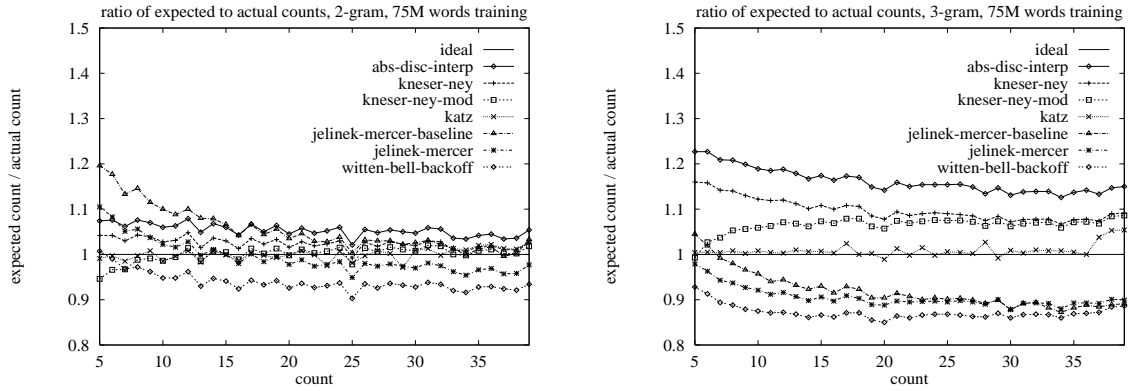 ratio of expected to actual counts, 2-gram, 75M words training
1.5
1.4
1.3
1.2
1.1
1
0.9
0.8
expected count / actual count
ideal
abs-disc-interp
kneser-ney
kneser-ney-mod
katz
jelinek-mercer-baseline
jelinek-mercer
witten-bell-backoff
5 10 15 20 25 30 35
count
ratio of expected to actual counts, 3-gram, 75M words training
1.5
1.4
1.3
1.2
1.1
1
0.9
0.8
expected count / actual count
ideal
abs-disc-interp
kneser-ney
kneser-ney-mod
katz
jelinek-mercer-baseline
jelinek-mercer
witten-bell-backoff
5 10 15 20 25 30 35
count